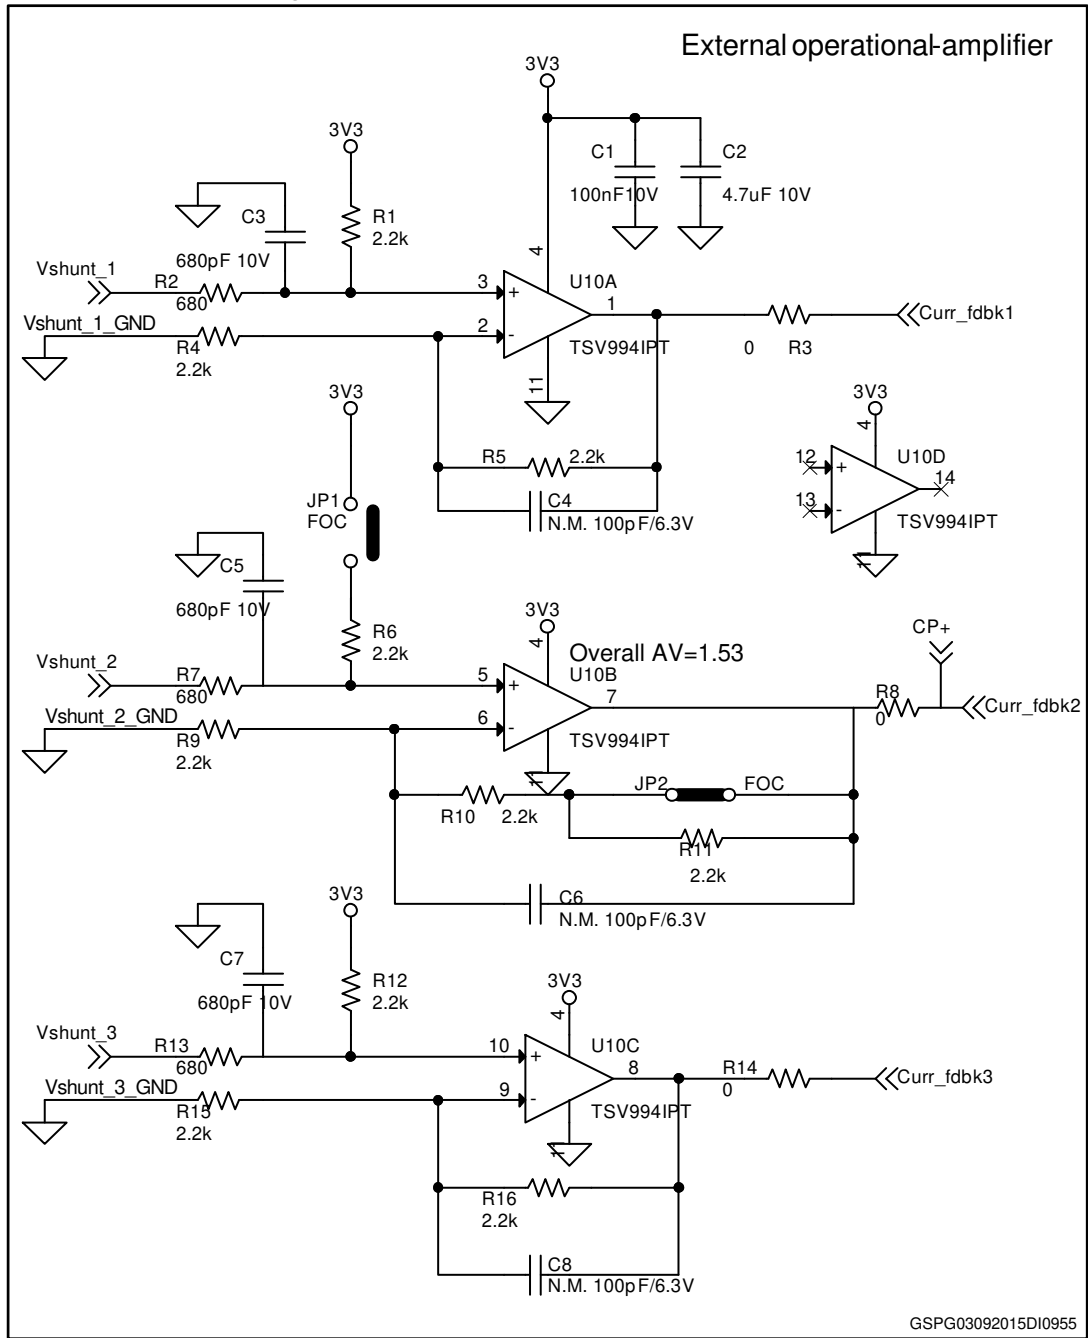 External operational-amplifier
3V3
3V3
C1
100nF10V
C2
4.7uF 10V
C3
680pF 10V
R1
2.2k
4
Vshunt_1
R2
680
3
+
U10A
1
Vshunt_1_GND
R4
2.2k
2
-
TSV994IPT
11
0
R3
Curr_fdbk1
3V3
3V3
4
R5
2.2k
12
+
U10D
14
13
-
TSV994IPT
11
JP1
FOC
C4
N.M. 100pF/6.3V
C5
680pF 10V
R6
2.2k
3V3
4
Overall AV=1.53
CP+
Vshunt_2
R7
680
5
+
U10B
7
Vshunt_2_GND
R9
2.2k
6
-
TSV994IPT
11
R8
0
Curr_fdbk2
R10
2.2k
JP2
FOC
R11
2.2k
C6
N.M. 100pF/6.3V
3V3
C7
680pF 10V
R12
2.2k
3V3
4
Vshunt_3
R13
680
10
+
U10C
8
Vshunt_3_GND
R15
2.2k
9
-
TSV994IPT
11
R14
0
Curr_fdbk3
R16
2.2k
C8
N.M. 100pF/6.3V
GSPG03092015DI0955